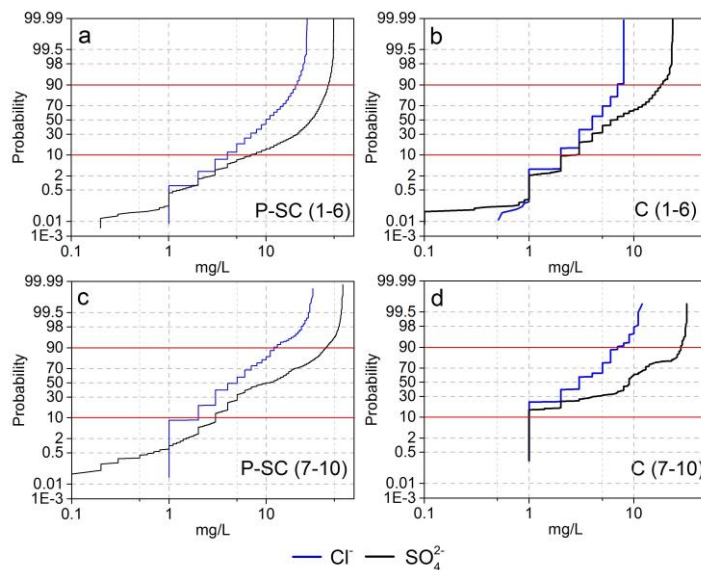 a
99.99
99.5
98
90
70
50
30
10
2
0.5
0.01
1E-3
Probability
P-SC (1-6)
1
10
mg/L
b
99.99
99.5
98
90
70
50
30
10
2
0.5
0.01
1E-3
Probability
C (1-6)
0.1
1
10
mg/L
c
99.99
99.5
98
90
70
50
30
10
2
0.5
0.01
1E-3
Probability
P-SC (7-10)
0.1
1
10
mg/L
d
99.99
99.5
98
90
70
50
30
10
2
0.5
0.01
1E-3
Probability
C (7-10)
0.1
1
10
mg/L
Cl⁻ SO₄²⁻